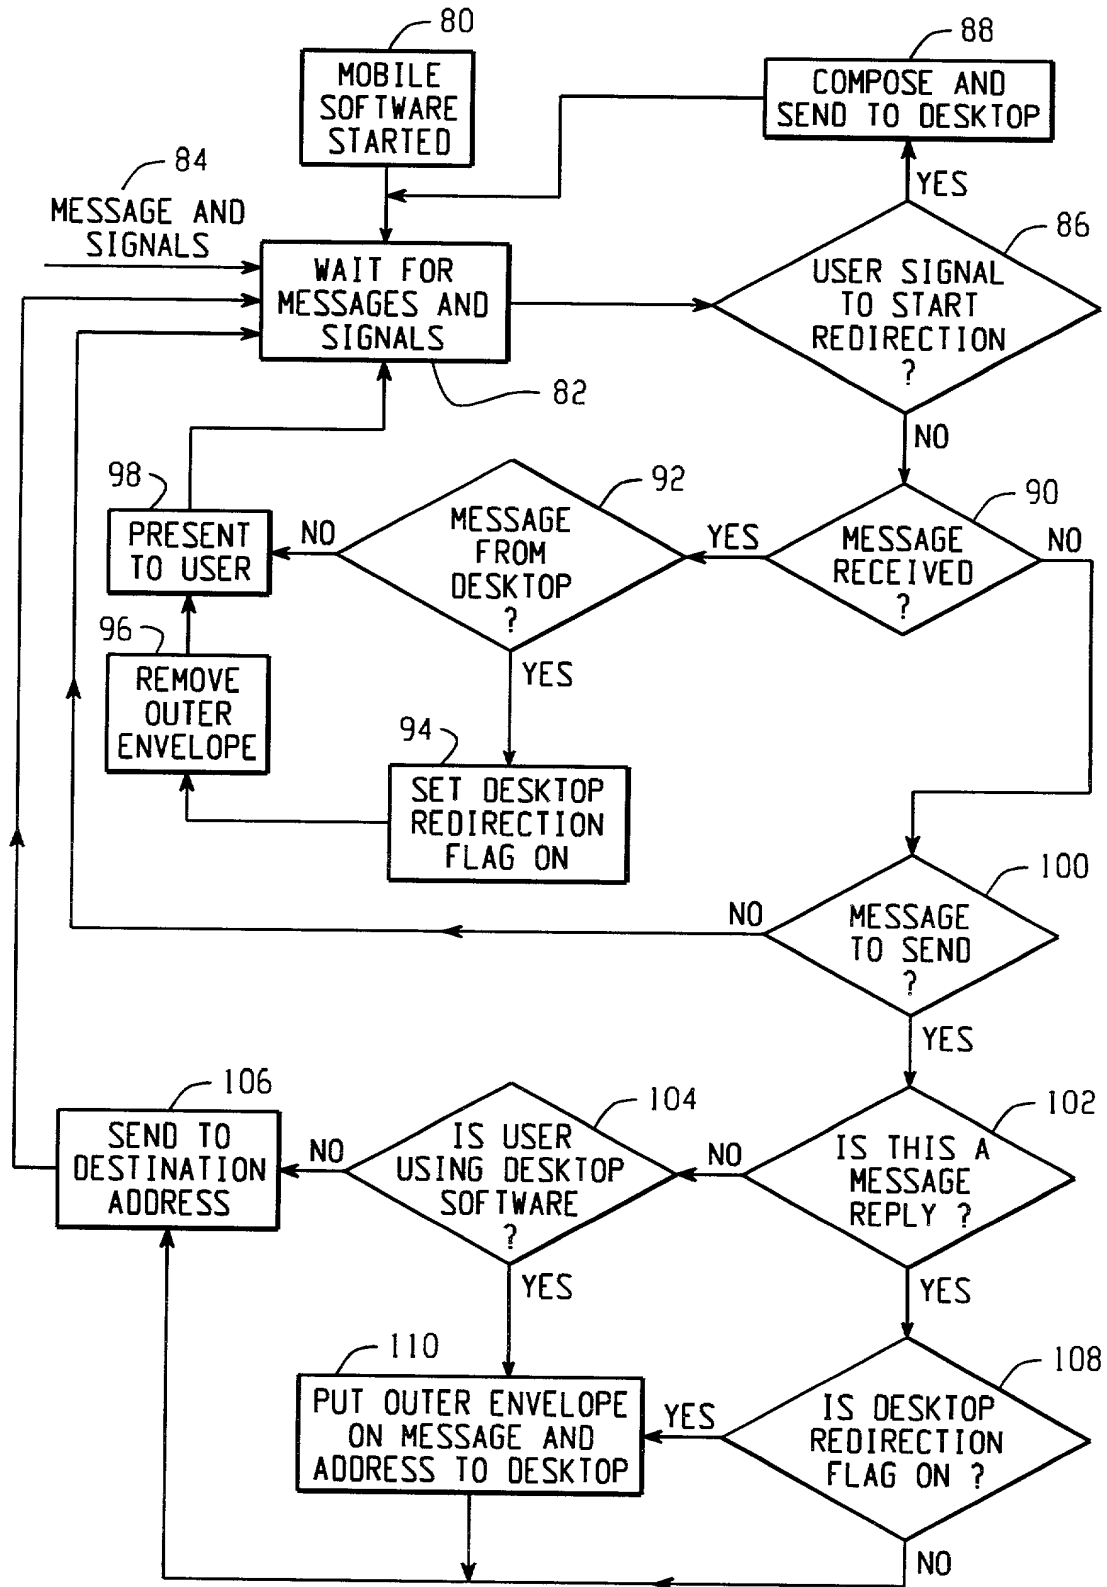 80
MOBILE
SOFTWARE
STARTED
88
COMPOSE AND
SEND TO DESKTOP
84
MESSAGE AND
SIGNALS
YES
86
WAIT FOR
MESSAGES AND
SIGNALS
82
USER SIGNAL
TO START
REDIRECTION
?
NO
98
PRESENT
TO USER
NO
92
MESSAGE
FROM
DESKTOP
?
YES
90
MESSAGE
RECEIVED
?
NO
96
REMOVE
OUTER
ENVELOPE
YES
94
SET DESKTOP
REDIRECTION
FLAG ON
100
NO
MESSAGE
TO SEND
?
YES
106
SEND TO
DESTINATION
ADDRESS
NO
104
IS USER
USING DESKTOP
SOFTWARE
?
NO
102
IS THIS A
MESSAGE
REPLY ?
YES
YES
110
PUT OUTER ENVELOPE
ON MESSAGE AND
ADDRESS TO DESKTOP
YES
108
IS DESKTOP
REDIRECTION
FLAG ON ?
NO